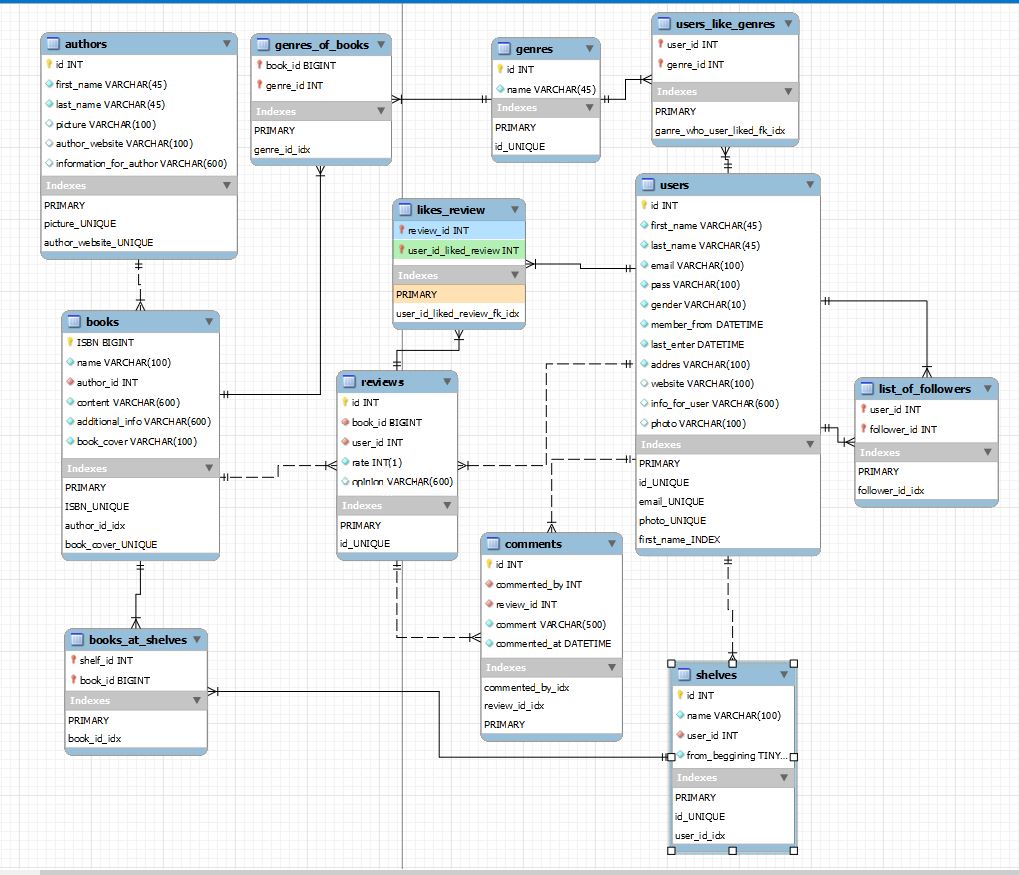 authors
id INT
first_name VARCHAR(45)
last_name VARCHAR(45)
picture VARCHAR(100)
author_website VARCHAR(100)
information_for_author VARCHAR(600)
Indexes
PRIMARY
picture_UNIQUE
author_website_UNIQUE
genres_of_books
book_id BIGINT
genre_id INT
Indexes
PRIMARY
genre_id_idx
genres
id INT
name VARCHAR(45)
Indexes
PRIMARY
id_UNIQUE
users_like_genres
user_id INT
genre_id INT
Indexes
PRIMARY
ganre_who_user_liked_fk_idx
likes_review
review_id INT
user_id_liked_review INT
Indexes
PRIMARY
user_id_liked_review_fk_idx
users
id INT
first_name VARCHAR(45)
last_name VARCHAR(45)
email VARCHAR(100)
pass VARCHAR(100)
gender VARCHAR(10)
member_from DATETIME
last_enter DATETIME
addres VARCHAR(100)
website VARCHAR(100)
info_for_user VARCHAR(600)
photo VARCHAR(100)
Indexes
PRIMARY
id_UNIQUE
email_UNIQUE
photo_UNIQUE
first_name_INDEX
books
ISBN BIGINT
name VARCHAR(100)
author_id INT
content VARCHAR(600)
additional_info VARCHAR(600)
book_cover VARCHAR(100)
Indexes
PRIMARY
ISBN_UNIQUE
author_id_idx
book_cover_UNIQUE
reviews
id INT
book_id BIGINT
user_id INT
rate INT(1)
opinion VARCHAR(600)
Indexes
PRIMARY
id_UNIQUE
list_of_followers
user_id INT
follower_id INT
Indexes
PRIMARY
follower_id_idx
comments
id INT
commented_by INT
review_id INT
comment VARCHAR(500)
commented_at DATETIME
Indexes
commented_by_idx
review_id_idx
PRIMARY
books_at_shelves
shelf_id INT
book_id BIGINT
Indexes
PRIMARY
book_id_idx
shelves
id INT
name VARCHAR(100)
user_id INT
from_beggining TINY...
Indexes
PRIMARY
id_UNIQUE
user_id_idx